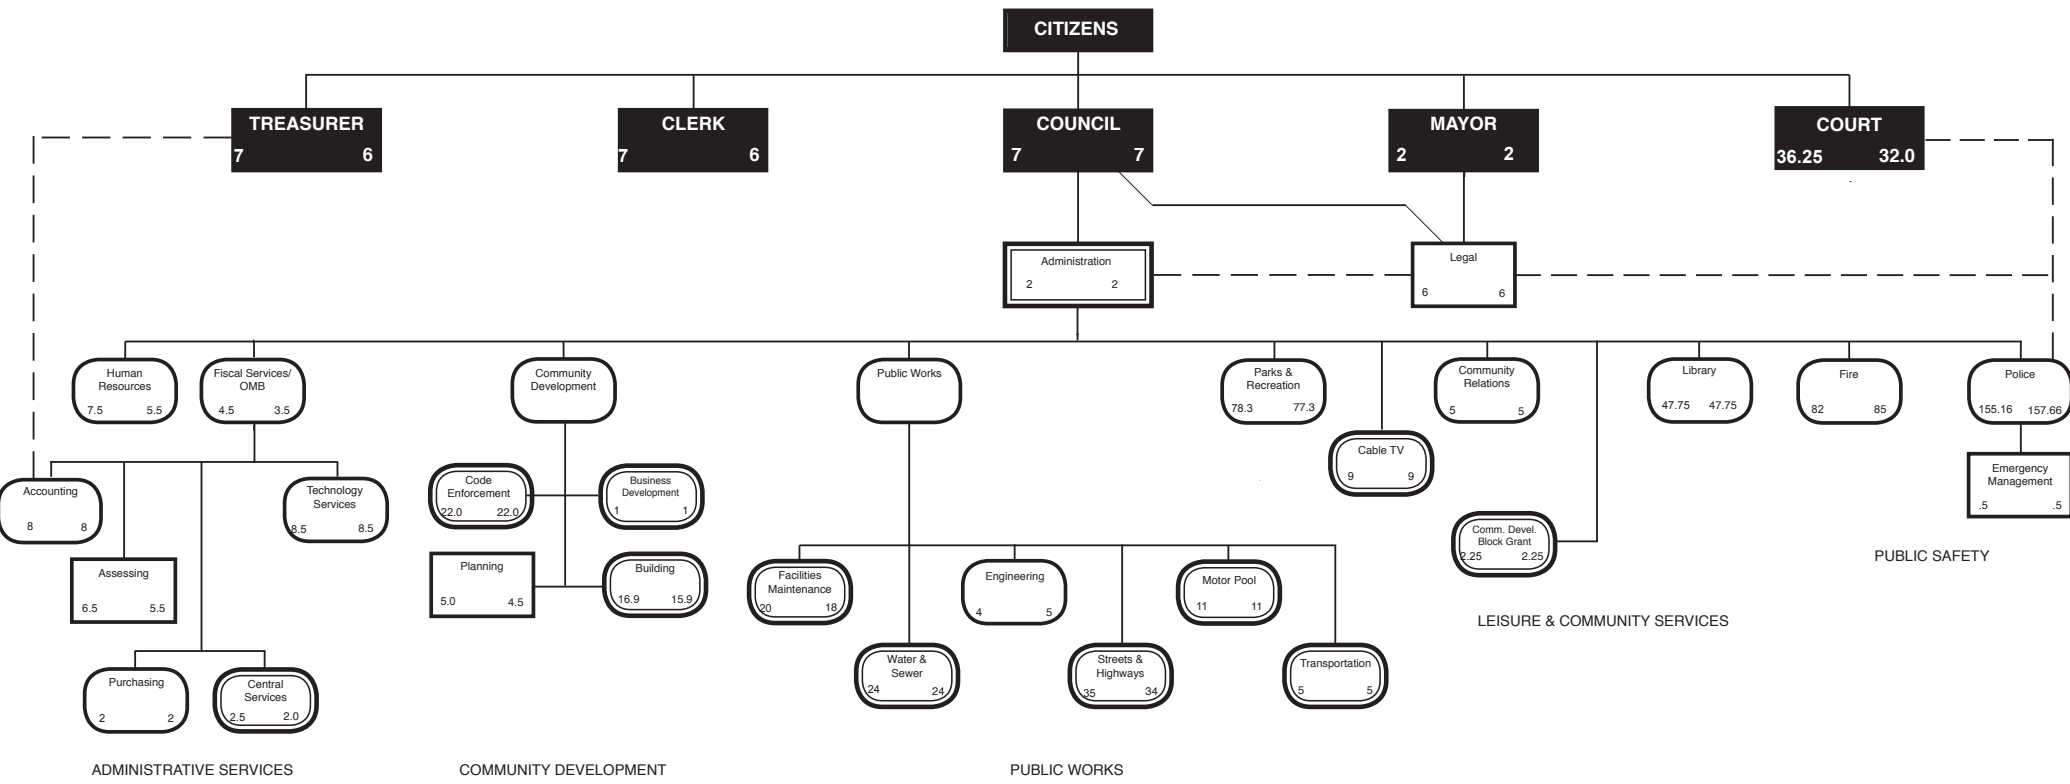 CITIZENS
TREASURER
7 6
CLERK
7 6
COUNCIL
7 7
MAYOR
2 2
COURT
36.25 32.0
Administration
2 2
Legal
6 6
Human
Resources
7.5 5.5
Fiscal Services/
OMB
4.5 3.5
Community
Development
Public Works
Parks &
Recreation
78.3 77.3
Community
Relations
5 5
Library
47.75 47.75
Fire
82 85
Police
155.16 157.66
Cable TV
9 9
Accounting
8 8
Technology
Services
8.5 8.5
Code
Enforcement
22.0 22.0
Business
Development
1 1
Emergency
Management
.5 .5
Comm. Devel.
Block Grant
2.25 2.25
PUBLIC SAFETY
Assessing
6.5 5.5
Planning
5.0 4.5
Building
16.9 15.9
Facilities
Maintenance
20 18
Engineering
4 5
Motor Pool
11 11
LEISURE & COMMUNITY SERVICES
Purchasing
2 2
Central
Services
2.5 2.0
Water &
Sewer
24 24
Streets &
Highways
35 34
Transportation
5 5
ADMINISTRATIVE SERVICES
COMMUNITY DEVELOPMENT
PUBLIC WORKS